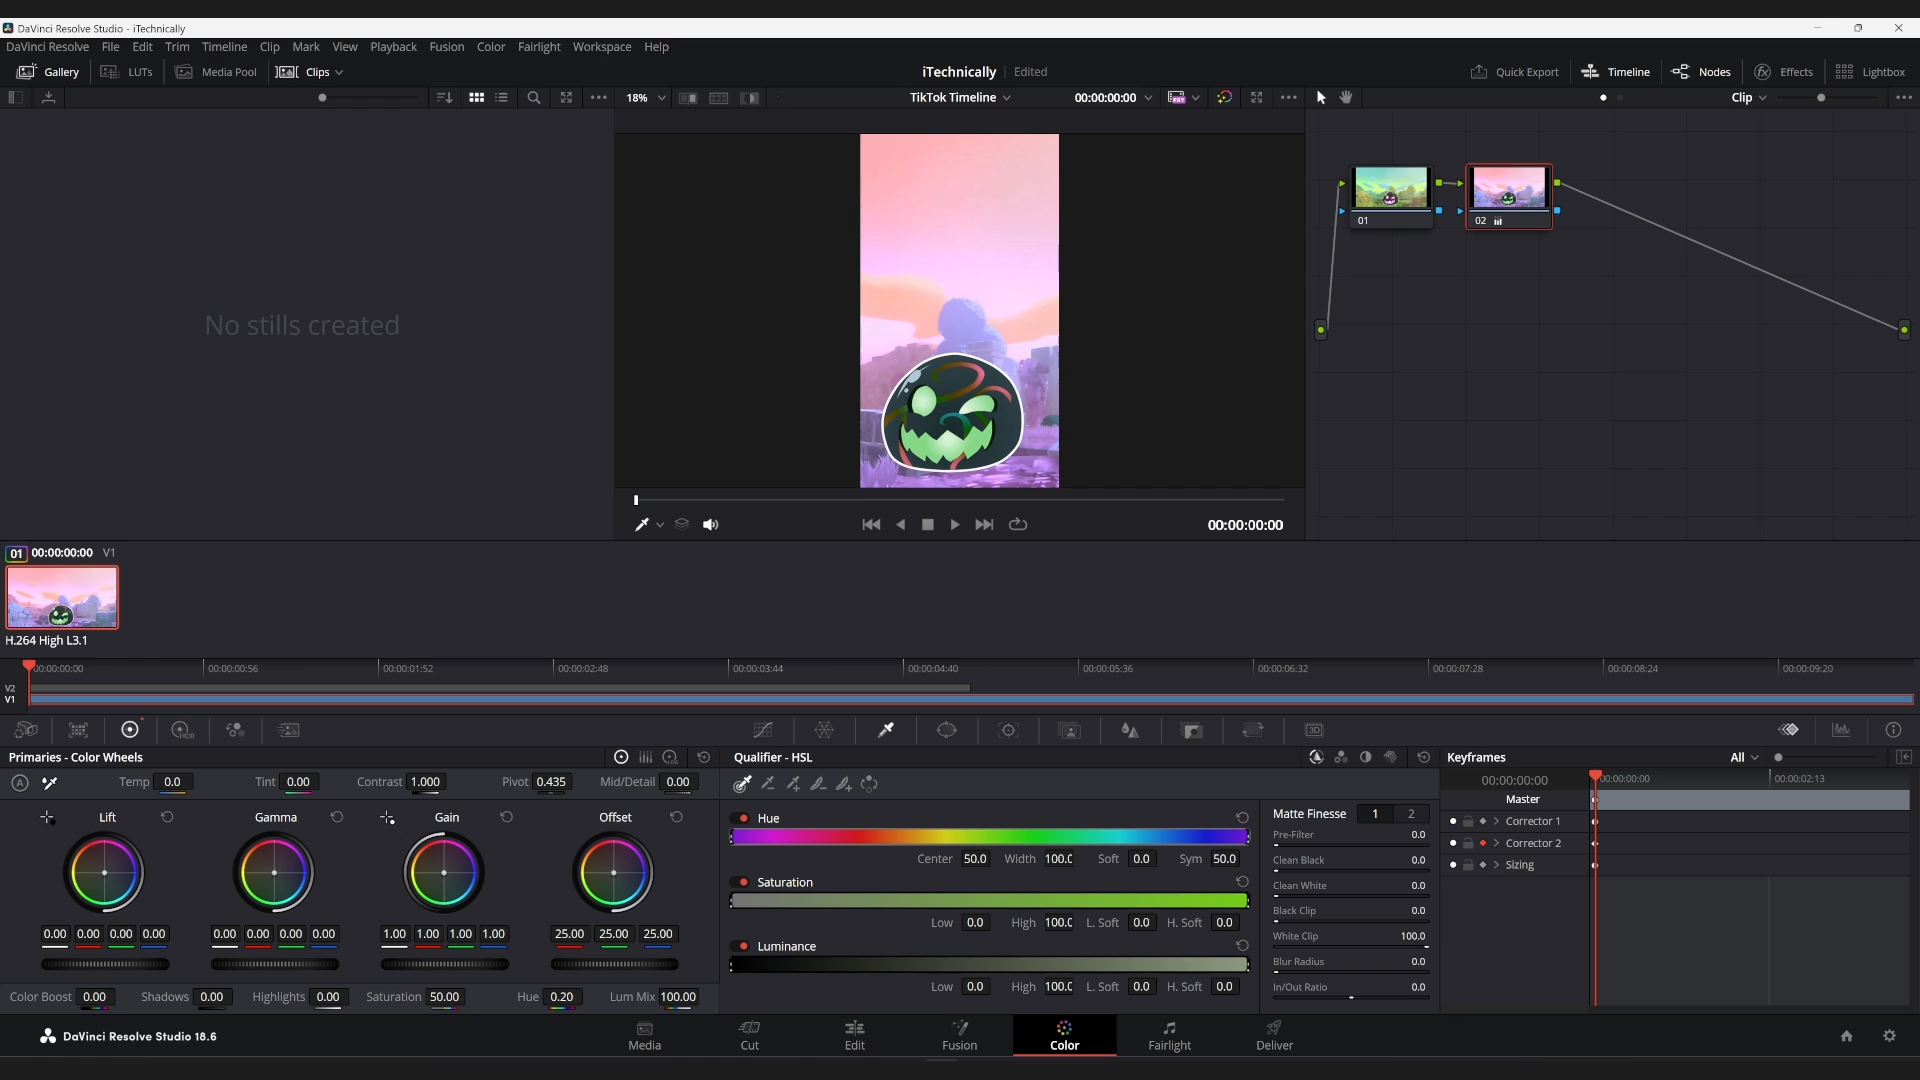 DaVinci Resolve Studio - iTechnically
DaVinci Resolve File Edit Trim Timeline Clip Mark View Playback Fusion Color Fairlight Workspace Help
Gallery LUTs Media Pool Clips iTechnically Edited Quick Export Timeline Nodes Effects Lightbox
18% TikTok Timeline 00:00:00:00 PXY Clip
01 02
No stills created
00:00:00:00
01 00:00:00:00 V1
H.264 High L3.1
00:00:00:00 00:00:00:56 00:00:01:52 00:00:02:48 00:00:03:44 00:00:04:40 00:00:05:36 00:00:06:32 00:00:07:28 00:00:08:24 00:00:09:20
V2
V1
HDR 3D
Primaries - Color Wheels LOG Qualifier - HSL Keyframes All
A Temp 0.0 Tint 0.00 Contrast 1.000 Pivot 0.435 Mid/Detail 0.00
00:00:00:00 00:00:00:00 00:00:02:13
Master
Lift Gamma Gain Offset
Hue
Center 50.0 Width 100.0 Soft 0.0 Sym 50.0
Saturation
Low 0.0 High 100.0 L. Soft 0.0 H. Soft 0.0
Luminance
Low 0.0 High 100.0 L. Soft 0.0 H. Soft 0.0
Matte Finesse 1 2
Pre-Filter 0.0
Clean Black 0.0
Clean White 0.0
Black Clip 0.0
White Clip 100.0
Blur Radius 0.0
In/Out Ratio 0.0
Corrector 1
Corrector 2
Sizing
0.00 0.00 0.00 0.00 0.00 0.00 0.00 0.00 1.00 1.00 1.00 1.00 25.00 25.00 25.00
Color Boost 0.00 Shadows 0.00 Highlights 0.00 Saturation 50.00 Hue 0.20 Lum Mix 100.00
DaVinci Resolve Studio 18.6
Media Cut Edit Fusion Color Fairlight Deliver